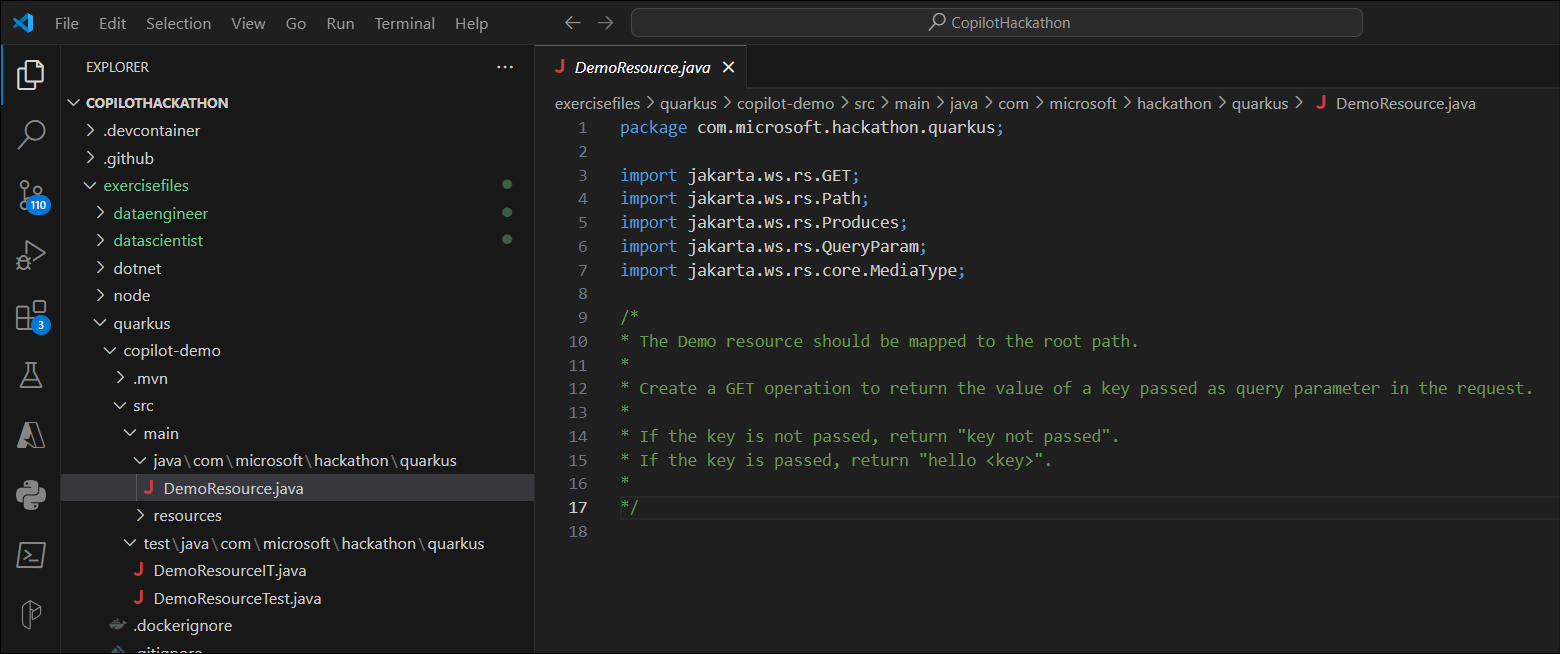 File Edit Selection View Go Run Terminal Help
CopilotHackathon
EXPLORER
COPILOTHACKATHON
.devcontainer
.github
exercisefiles
dataengineer
datascientist
dotnet
node
quarkus
copilot-demo
.mvn
src
main
java\com\microsoft\hackathon\quarkus
J DemoResource.java
resources
test\java\com\microsoft\hackathon\quarkus
J DemoResourceIT.java
J DemoResourceTest.java
.dockerignore
.gitignore
110
3
J DemoResource.java
exercisefiles > quarkus > copilot-demo > src > main > java > com > microsoft > hackathon > quarkus > J DemoResource.java
1 package com.microsoft.hackathon.quarkus;
2
3 import jakarta.ws.rs.GET;
4 import jakarta.ws.rs.Path;
5 import jakarta.ws.rs.Produces;
6 import jakarta.ws.rs.QueryParam;
7 import jakarta.ws.rs.core.MediaType;
8
9 /*
10 * The Demo resource should be mapped to the root path.
11 *
12 * Create a GET operation to return the value of a key passed as query parameter in the request.
13 *
14 * If the key is not passed, return "key not passed".
15 * If the key is passed, return "hello <key>".
16 *
17 */
18